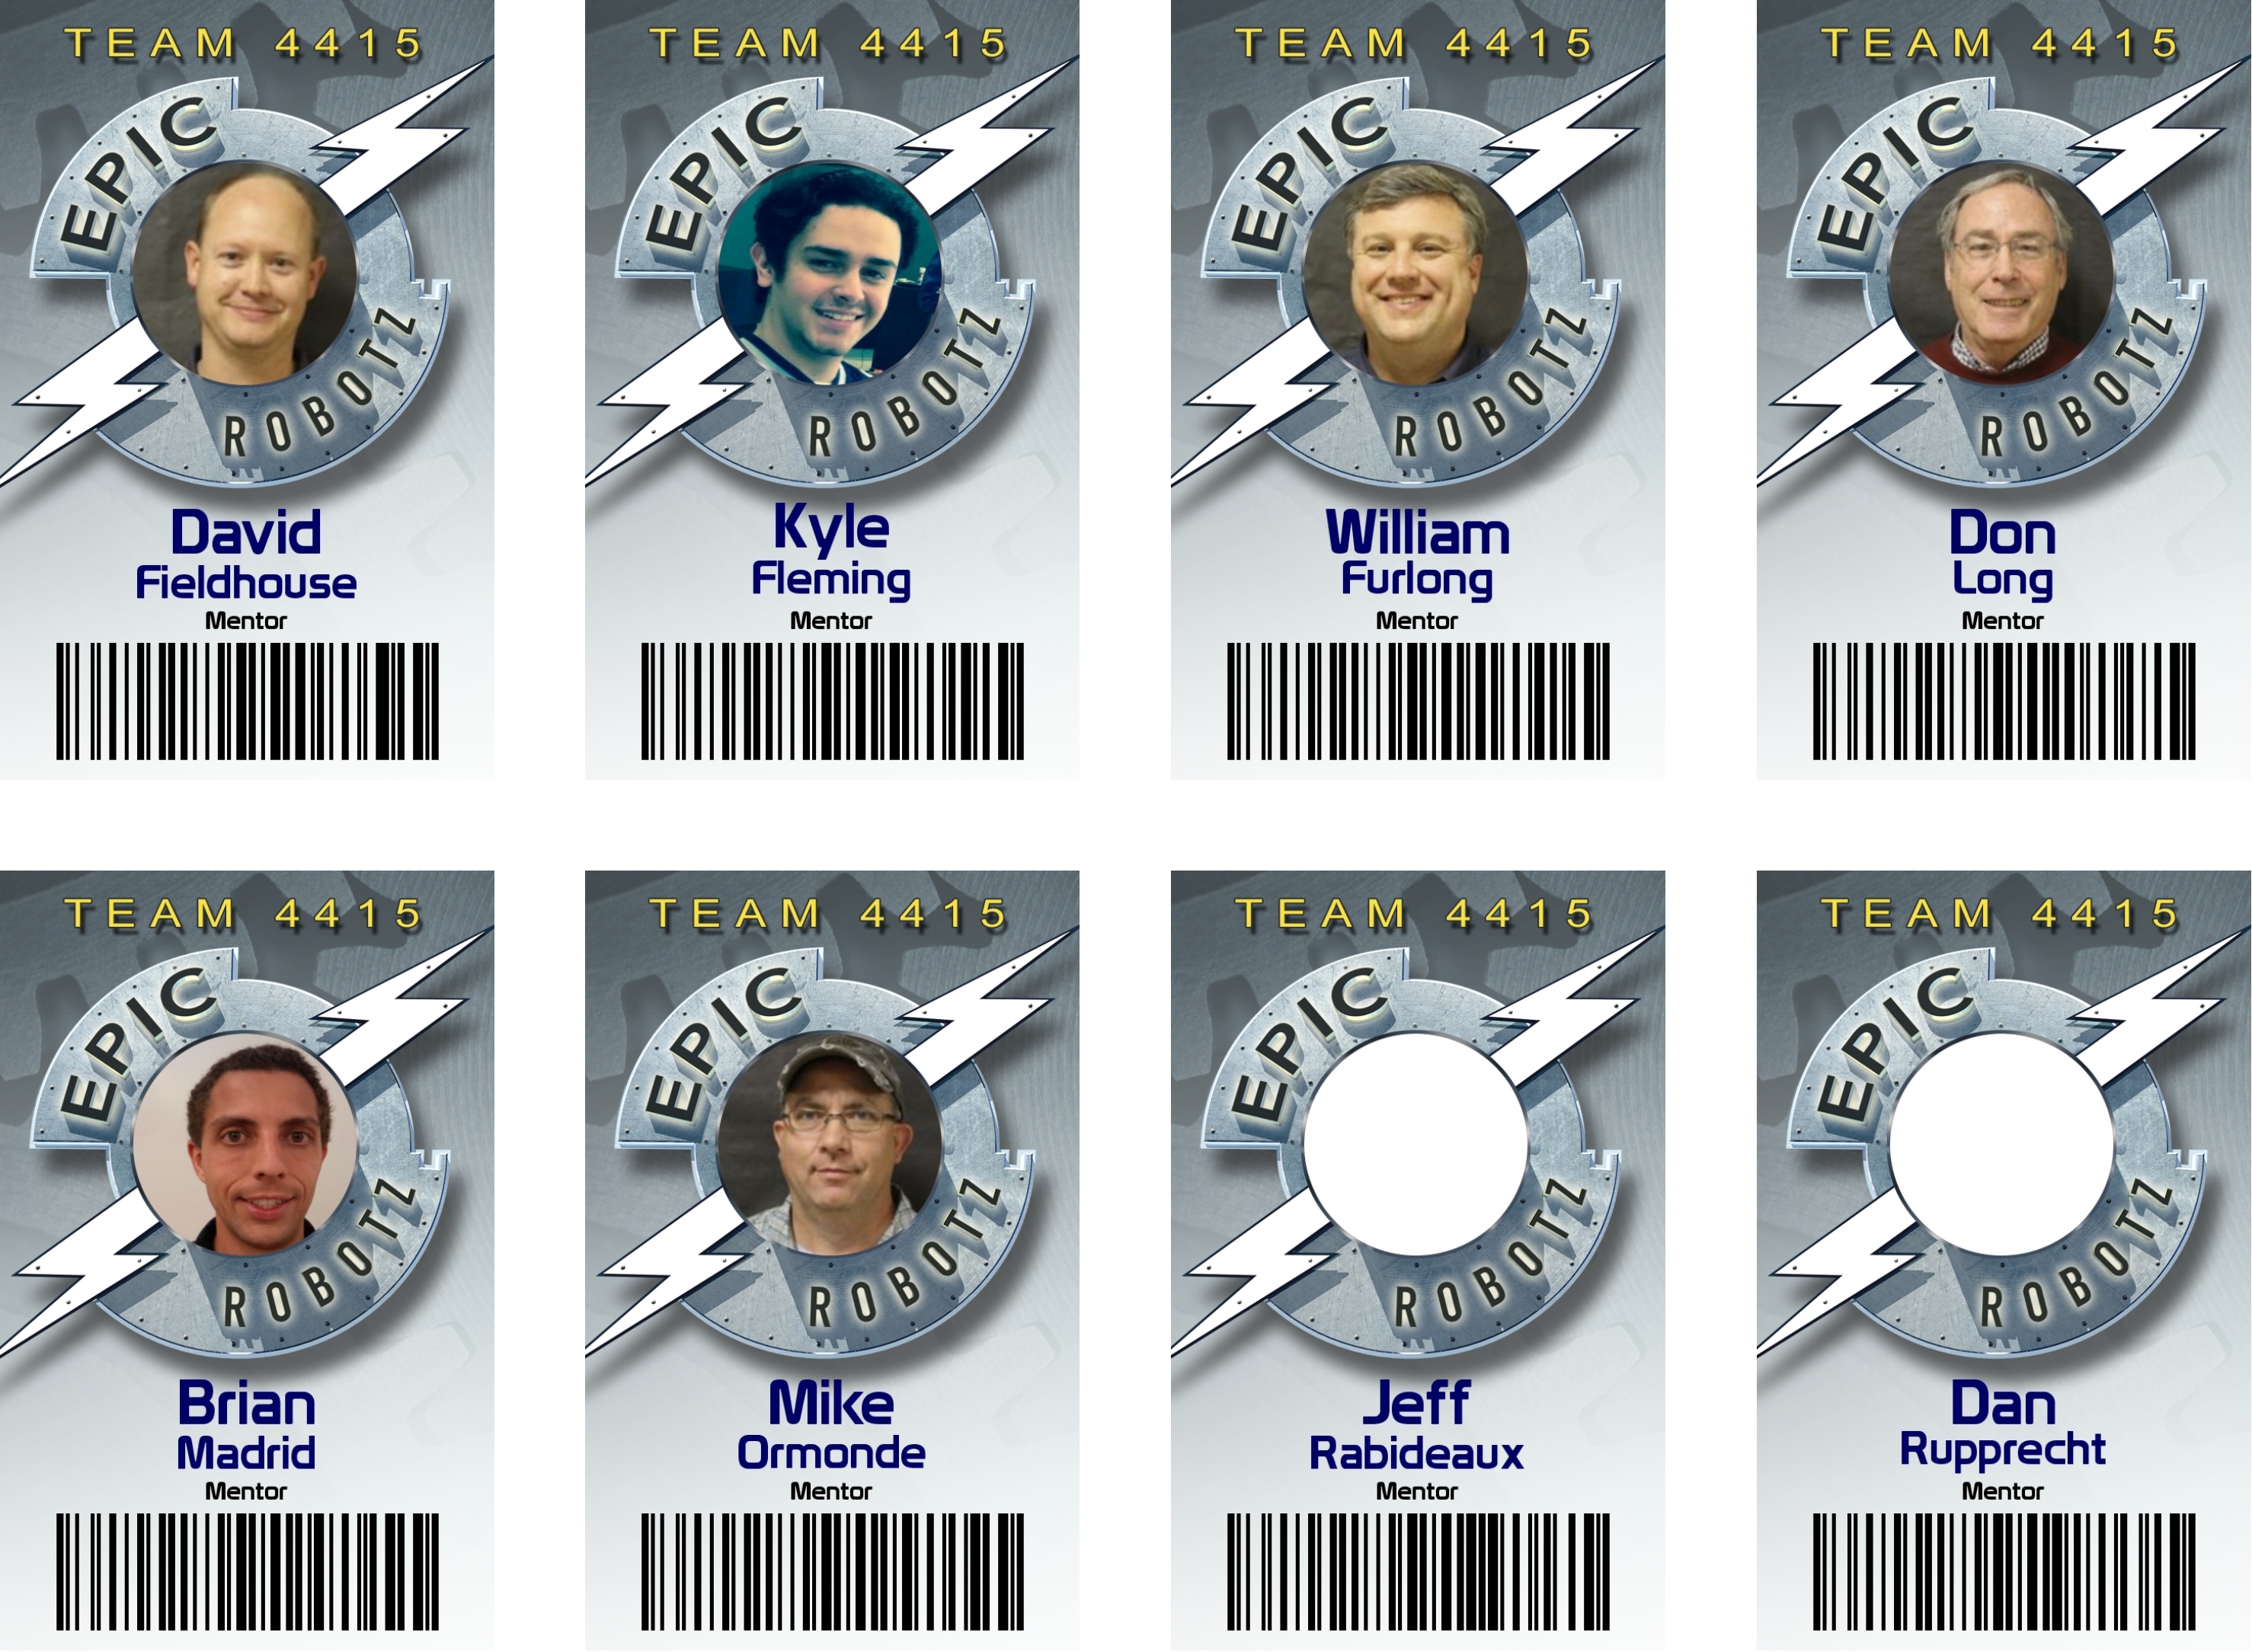 TEAM 4415
EPIC
ROBOTZ
David
Fieldhouse
Mentor
TEAM 4415
EPIC
ROBOTZ
Kyle
Fleming
Mentor
TEAM 4415
EPIC
ROBOTZ
William
Furlong
Mentor
TEAM 4415
EPIC
ROBOTZ
Don
Long
Mentor
TEAM 4415
EPIC
ROBOTZ
Brian
Madrid
Mentor
TEAM 4415
EPIC
ROBOTZ
Mike
Ormonde
Mentor
TEAM 4415
EPIC
ROBOTZ
Jeff
Rabideaux
Mentor
TEAM 4415
EPIC
ROBOTZ
Dan
Rupprecht
Mentor